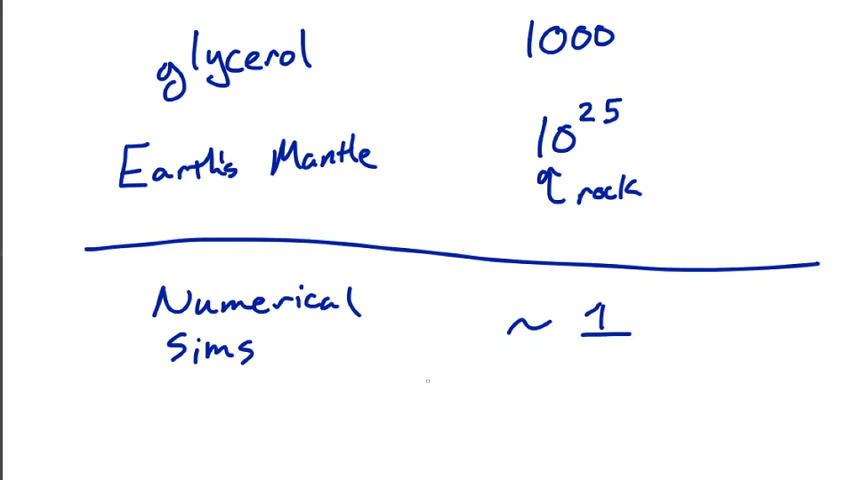 glycerol 1000
Earth's Mantle 10^25
rock
Numerical ~ 1
Sims